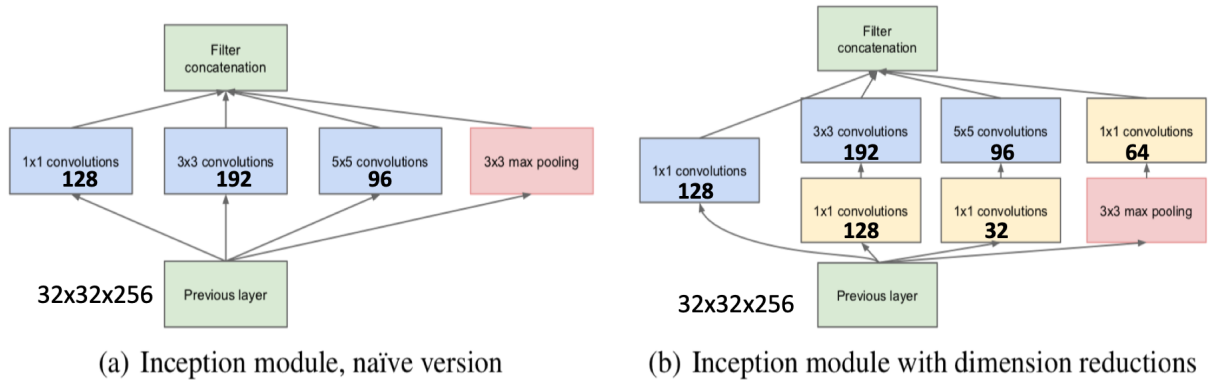 Filter
concatenation
1x1 convolutions
128
3x3 convolutions
192
5x5 convolutions
96
3x3 max pooling
32x32x256
Previous layer
(a) Inception module, naïve version
Filter
concatenation
3x3 convolutions
192
5x5 convolutions
96
1x1 convolutions
64
1x1 convolutions
128
1x1 convolutions
128
1x1 convolutions
32
3x3 max pooling
32x32x256
Previous layer
(b) Inception module with dimension reductions